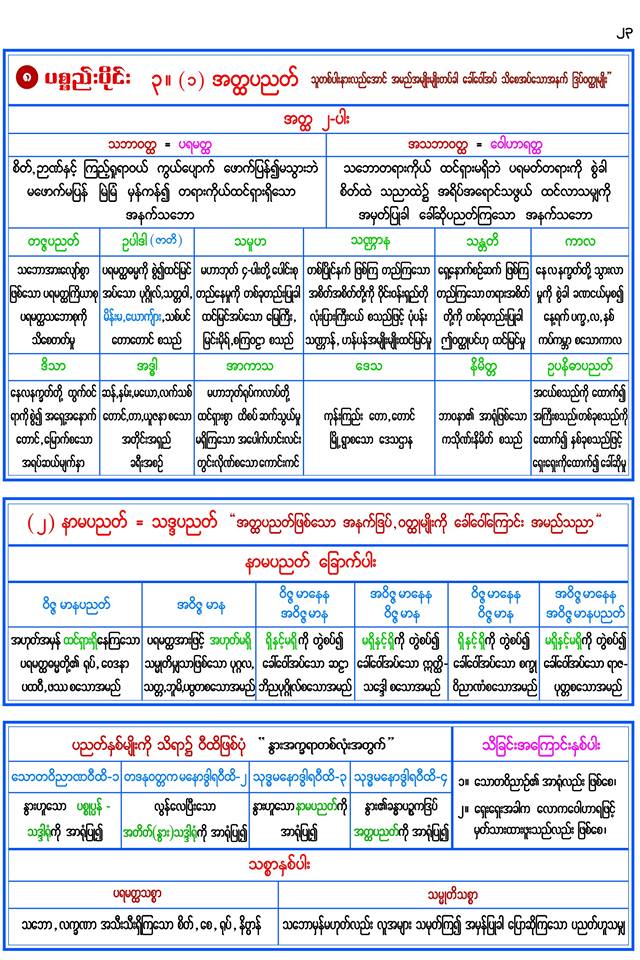 ၂၃
၈ ပစ္စည်းပိုင်း ၃။ (၁) အတ္ထပညတ် သူတစ်ပါးနားလည်အောင် အမည်အမျိုးမျိုးတပ်ခါ ခေါ်ဝေါ်အပ် သိစေအပ်သောအနက် ဒြပ်ဝတ္ထုမျိုး"
အတ္ထ ၂-ပါး
သဘာဝတ္ထ = ပရမတ္ထ
အသဘာဝတ္ထ = ဝေါဟာရတ္ထ
စိတ်,ဉာဏ်နှင့် ကြည့်ရှုရာဝယ် ကွယ်ပျောက် ဖောက်ပြန်၍မသွားဘဲ
မဖောက်မပြန် မြဲမြံ မှန်ကန်၍ တရားကိုယ်ထင်ရှားရှိသော
အနက်သဘော
သဘောတရားကိုယ် ထင်ရှားမရှိဘဲ ပရမတ်တရားကို စွဲခါ
စိတ်ထဲ သညာထဲ၌ အရိပ်အရောင်သဖွယ် ထင်လာသမျှကို
အမှတ်ပြုခါ ခေါ်ဆိုပညတ်ကြသော အနက်သဘော
တဇ္ဇပညတ်
ဥပါဒါ (ဇာတိ)
သမူဟ
သဏ္ဌာန
သန္တတိ
ကာလ
သဘောအားလျော်စွာ
ဖြစ်သော ပရမတ္ထကြိယာစု
ပရမတ္ထသဘောစုကို
သိစေတတ်မှု
ပရမတ္ထဓမ္မကို စွဲ၍ထင်မြင်
အပ်သော ပုဂ္ဂိုလ်,သတ္တဝါ,
မိန်းမ,ယောကျ်ား,သစ်ပင်
တောတောင် စသည်
မဟာဘုတ် ၄-ပါးတို့ ပေါင်းစု
တည်နေမှုကို တစ်ခုတည်းပြုခါ
ထင်မြင်အပ်သော မြေကြီး,
မြင်းမိုရ်,စကြဝဠာ စသည်
တစ်ပြိုင်နက် ဖြစ်ကြ တည်ကြသော
အစိတ်အစိတ်တို့ကို ဝိုင်းဝန်းရှည်တို
လုံးပြားကြီးငယ် စသည်ဖြင့် ပုံပန်း
သဏ္ဌာန် ,ဟန်ပန်အမျိုးမျိုးထင်မြင်မှု
ရှေ့နောက်စဉ်ဆက် ဖြစ်ကြ
တည်ကြသောတရားအစိတ်
တို့ကို တစ်ခုတည်းပြုခါ
ဤဝတ္ထုပင်ဟု ထင်မြင်မှု
နေ လ နက္ခတ်တို့ သွားလာ
မှုကို စွဲခါ ခဏငယ်မှစ၍
နေ့,ရက် ပက္ခ ,လ,နှစ်
ကပ်ကမ္ဘာ စသောကာလ
ဒိသာ
အဒ္ဓါ
အာကာသ
ဒေသ
နိမိတ္တ
ဥပနိဓာပညတ်
နေလနက္ခတ်တို့ ထွက်ဝင်
ရာကိုစွဲ၍ အရှေ့အနောက်
တောင် ,မြောက်စသော
အရပ်ဆယ်မျက်နှာ
ဆန်,နမ်း,မယော,လက်သစ်
တောင်,တာ,ယူဇနာ စသော
အတိုင်းအရှည်
ခရီးအစဉ်
မဟာဘုတ်ရုပ်ကလာပ်တို့
ထင်ရှားစွာ ထိစပ် ဆက်သွယ်မှု
မရှိကြသော အပေါက်ဟင်းလင်း
တွင်းလိုဏ်စသောကောင်းကင်
ကုန်းကြည်း တော,တောင်
မြို့,ရွာစသော ဒေသဌာန
ဘာဝနာ၏ အာရုံဖြစ်သော
ကသိုဏ်းနိမိတ် စသည်
အငယ်စသည်ကို ထောက်၍
အကြီးစသည်၊တစ်ခုစသည်ကို
ထောက်၍ နှစ်ခုစသည်ဖြင့်
ရှေးရှေးကိုထောက်၍ ခေါ်ဆိုမှု
(၂) နာမပညတ် = သဒ္ဒပညတ် "အတ္ထပညတ်ဖြစ်သော အနက်ဒြပ်,ဝတ္ထုမျိုးကို ခေါ်ဝေါ်ကြောင်း အမည်သညာ"
နာမပညတ် ခြောက်ပါး
ဝိဇ္ဇ မာနပညတ်
အဝိဇ္ဇ မာန
ဝိဇ္ဇ မာနေန
အဝိဇ္ဇ မာန
အဝိဇ္ဇ မာနေန
ဝိဇ္ဇ မာန
ဝိဇ္ဇ မာနေန
ဝိဇ္ဇ မာန
အဝိဇ္ဇ မာနေန
အဝိဇ္ဇ မာနပညတ်
အဟုတ်အမှန် ထင်ရှားရှိနေကြသော
ပရမတ္ထဓမ္မတို့၏ ရုပ်, ဝေဒနာ
ပထဝီ,ဖဿ စသောအမည်
ပရမတ္ထအားဖြင့် အဟုတ်မရှိ
သမ္မုတိမျှသာဖြစ်သော ပုဂ္ဂလ,
သတ္တ,ဘူမိ,ပဗ္ဗတစသောအမည်
ရှိနှင့်မရှိကို တွဲစပ်၍
ခေါ်ဝေါ်အပ်သော ဆဠာ
ဘိညပုဂ္ဂိုလ်စသောအမည်
မရှိနှင့်ရှိကို တွဲစပ်၍
ခေါ်ဝေါ်အပ်သော ဣတ္ထိ-
သဒ္ဒေါ စသောအမည်
ရှိနှင့်ရှိကို တွဲစပ်၍
ခေါ်ဝေါ်အပ်သော စက္ခု
ဝိညာဏံစသောအမည်
မရှိနှင့်မရှိကို တွဲစပ်၍
ခေါ်ဝေါ်အပ်သော ရာဇ-
ပုတ္တစသောအမည်
ပညတ်နှစ်မျိုးကို သိရာ၌ ဝီထိဖြစ်ပုံ "နွားအက္ခရာတစ်လုံးအတွက်"
သိခြင်းအကြောင်းနှစ်ပါး
သောတဝိညာဏဝီထိ-၁
တဒနုဝတ္တက မနောဒွါရဝီထိ-၂
သုဒ္ဓမနောဒွါရဝီထိ-၃
သုဒ္ဓမနောဒွါရဝီထိ-၄
နွားဟူသော ပစ္စုပ္ပန် -
သဒ္ဒါရုံကို အာရုံပြု၍
လွန်လေပြီးသော
အတိတ်(နွား)သဒ္ဒါရုံကို အာရုံပြု၍
နွားဟူသောနာမပညတ်ကို
အာရုံပြု၍
နွား၏ခန္ဓာပဉ္စကဒြပ်
အတ္ထပညတ်ကို အာရုံပြု၍
၁။ သောတဝိညာဉ်၏ အာရုံလည်း ဖြစ်စေ၊
၂။ ရှေးရှေးအခါက လောကဝေါဟာရဖြင့်
မှတ်သားထားဖူးသည်လည်း ဖြစ်စေ၊
သစ္စာနှစ်ပါး
ပရမတ္ထသစ္စာ
သမ္မုတိသစ္စာ
သဘော,လက္ခဏာ အသီးသီးရှိကြသော စိတ်,စေ,ရုပ်,နိဗ္ဗာန်
သဘောမှန်မဟုတ်လည်း လူအများ သမုတ်ကြ၍ အမှန်ပြုခါ ပြောဆိုကြသော ပညတ်ဟူသမျှ